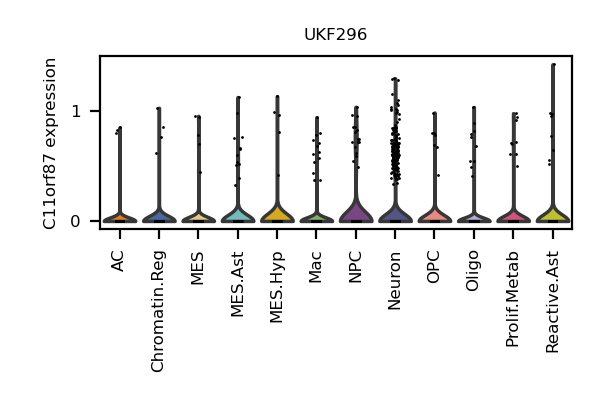 UKF296
C11orf87 expression
1
0
AC
Chromatin.Reg
MES
MES.Ast
MES.Hyp
Mac
NPC
Neuron
OPC
Oligo
Prolif.Metab
Reactive.Ast